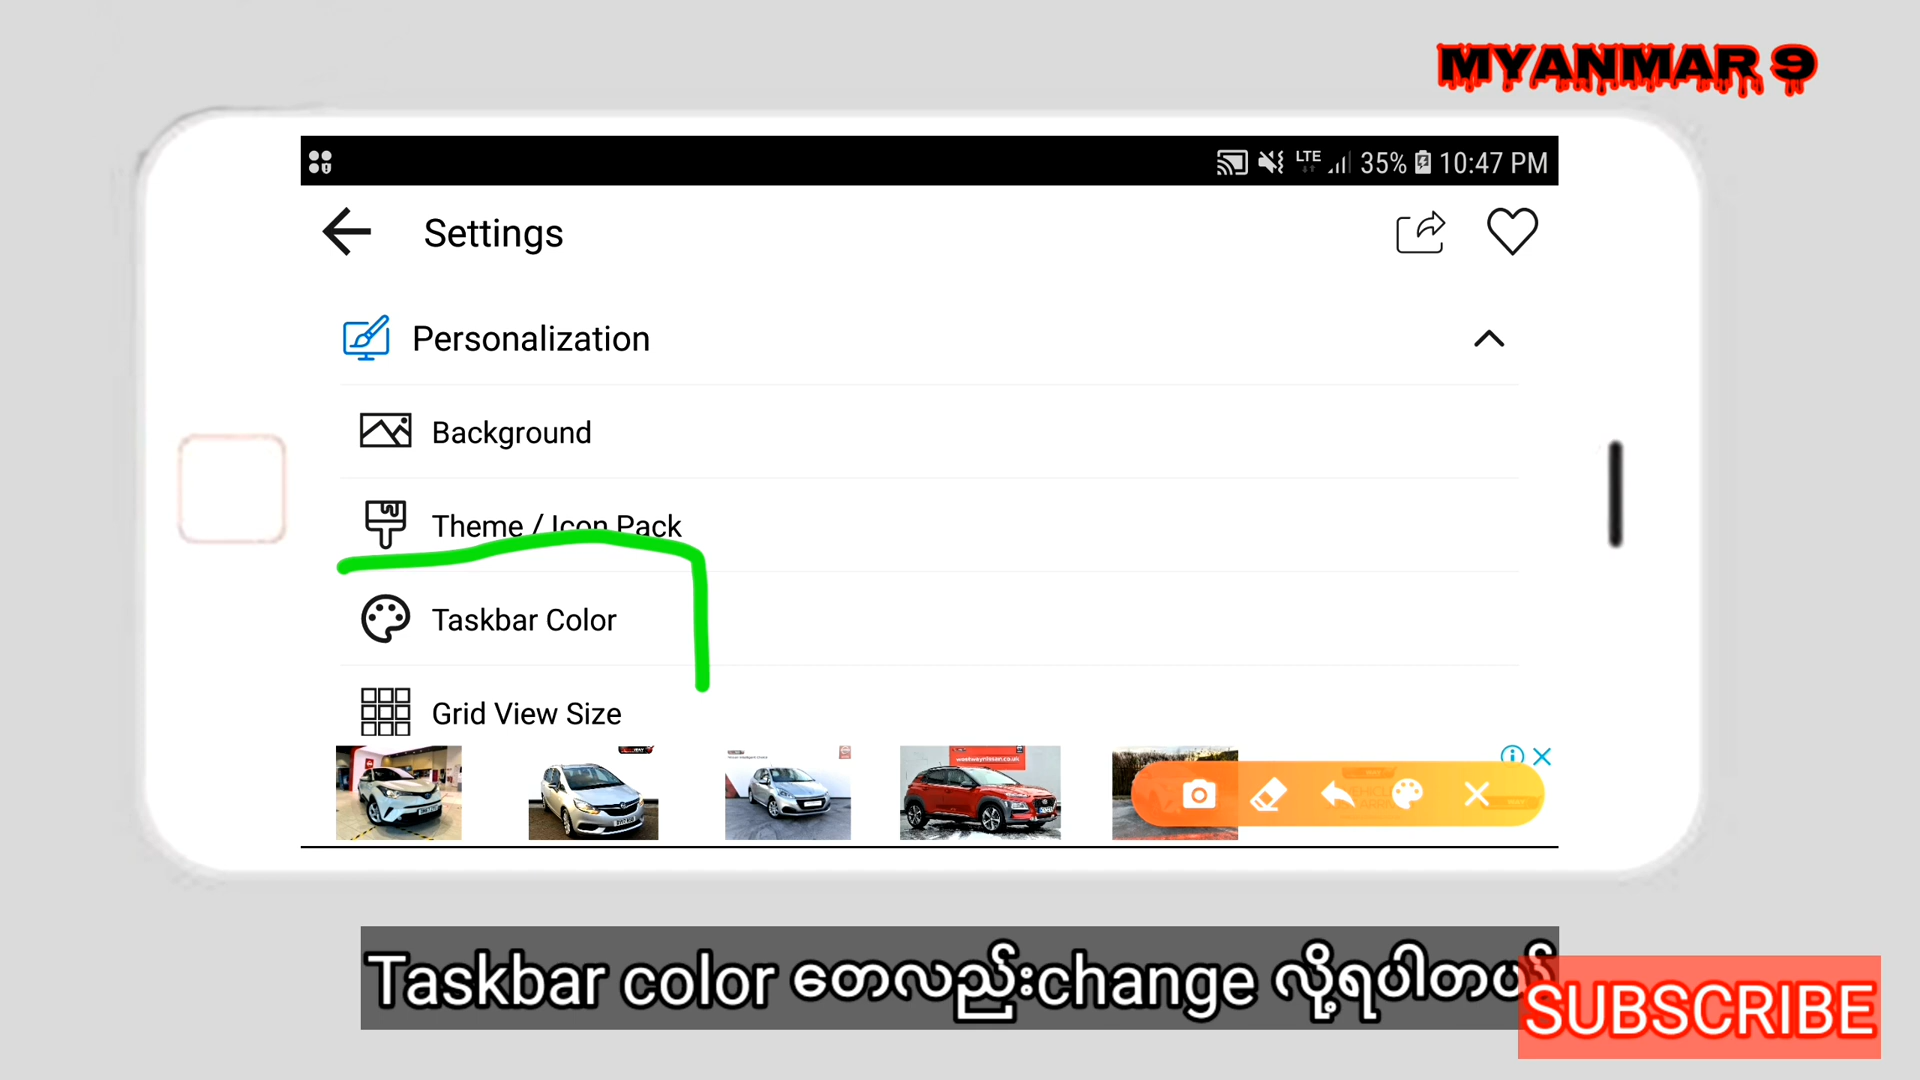 MYANMAR 9
LTE 35% 10:47 PM
Settings
Personalization
Background
Theme / Icon Pack
Taskbar Color
Grid View Size
Taskbar color တေလည်းchange လို့ရပါတယ်
SUBSCRIBE